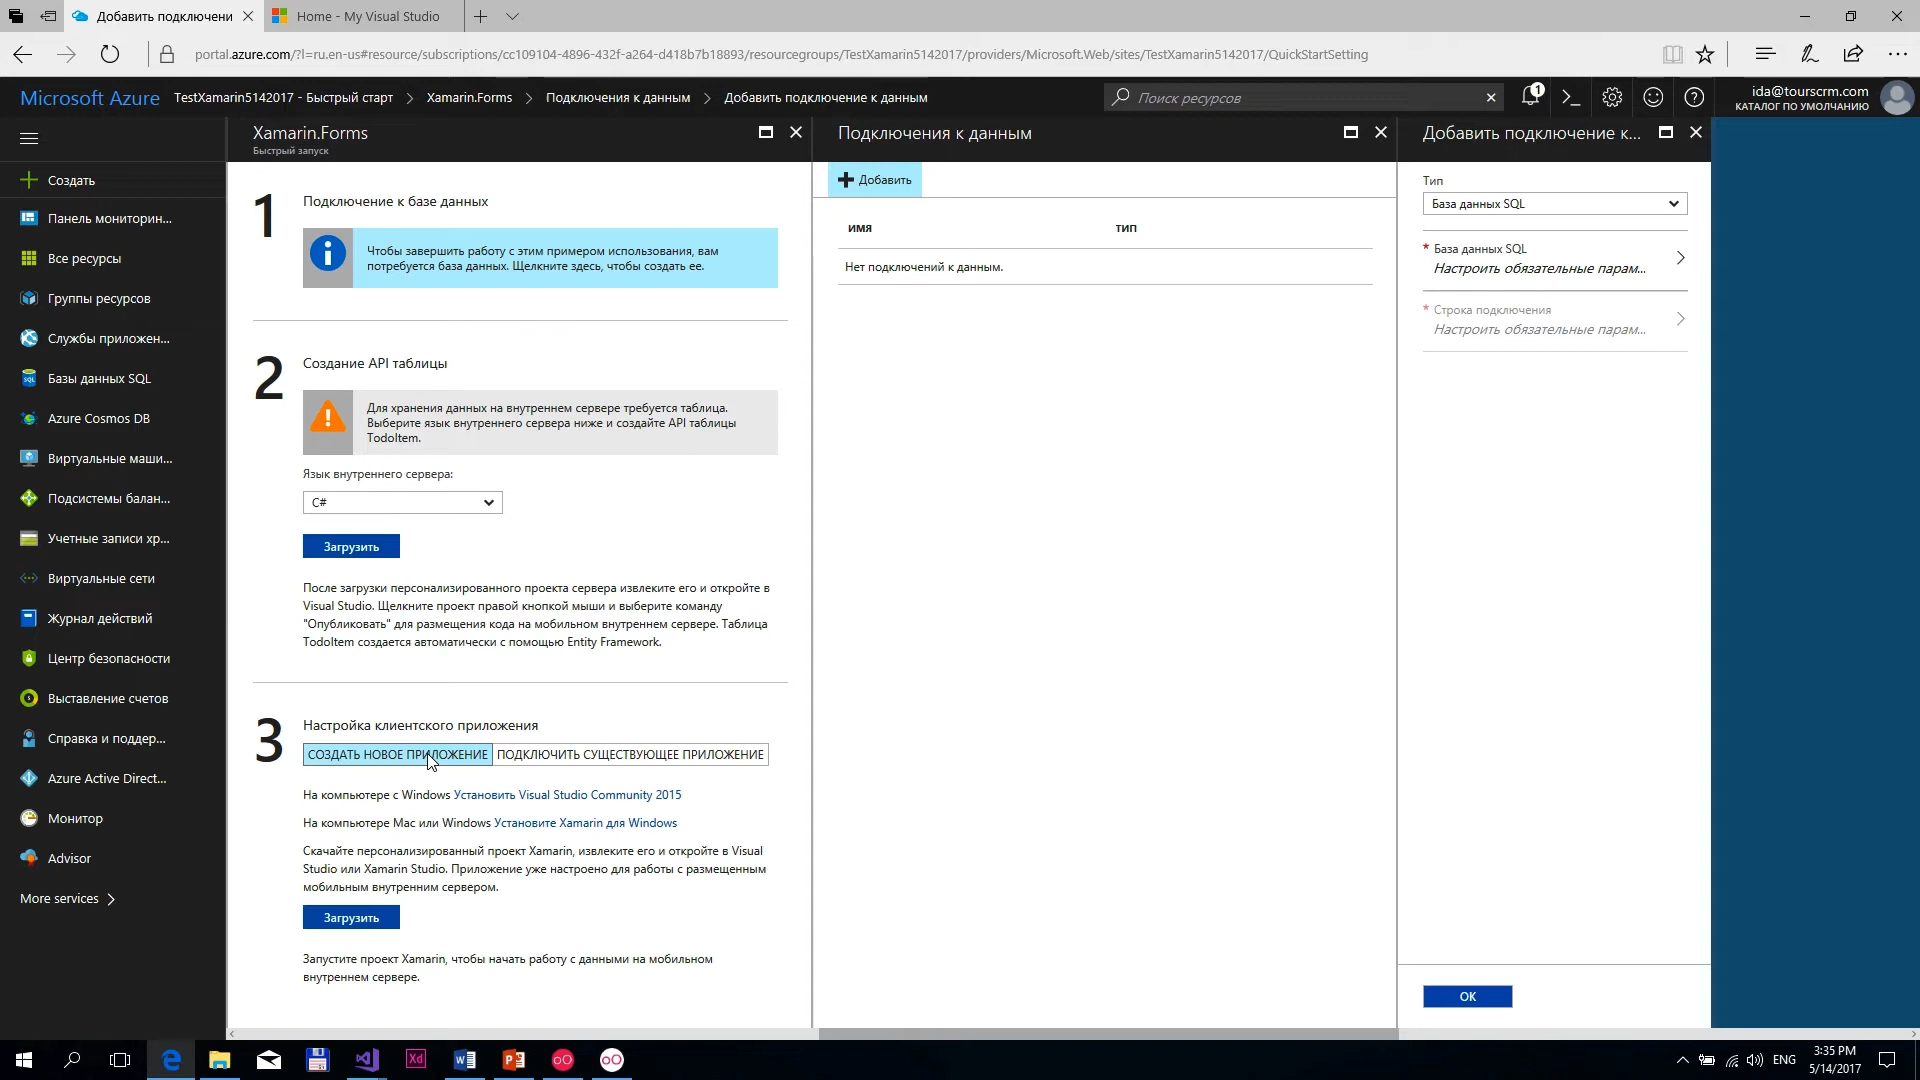 Добавить подключени
Home - My Visual Studio
portal.azure.com/?l=ru.en-us#resource/subscriptions/cc109104-4896-432f-a264-d418b7b18893/resourcegroups/TestXamarin5142017/providers/Microsoft.Web/sites/TestXamarin5142017/QuickStartSetting
Microsoft Azure
TestXamarin5142017 - Быстрый старт
Xamarin.Forms
Подключения к данным
Добавить подключение к данным
Поиск ресурсов
1
ida@tourscrm.com
КАТАЛОГ ПО УМОЛЧАНИЮ
Создать
Панель мониторин...
Все ресурсы
Группы ресурсов
Службы приложен...
Базы данных SQL
Azure Cosmos DB
Виртуальные маши...
Подсистемы балан...
Учетные записи хр...
Виртуальные сети
Журнал действий
Центр безопасности
Выставление счетов
Справка и поддер...
Azure Active Direct...
Монитор
Advisor
More services
Xamarin.Forms
Быстрый запуск
1
Подключение к базе данных
Чтобы завершить работу с этим примером использования, вам
потребуется база данных. Щелкните здесь, чтобы создать ее.
2
Создание API таблицы
Для хранения данных на внутреннем сервере требуется таблица.
Выберите язык внутреннего сервера ниже и создайте API таблицы
TodoItem.
Язык внутреннего сервера:
C#
Загрузить
После загрузки персонализированного проекта сервера извлеките его и откройте в
Visual Studio. Щелкните проект правой кнопкой мыши и выберите команду
"Опубликовать" для размещения кода на мобильном внутреннем сервере. Таблица
TodoItem создается автоматически с помощью Entity Framework.
3
Настройка клиентского приложения
СОЗДАТЬ НОВОЕ ПРИЛОЖЕНИЕ
ПОДКЛЮЧИТЬ СУЩЕСТВУЮЩЕЕ ПРИЛОЖЕНИЕ
На компьютере с Windows Установить Visual Studio Community 2015
На компьютере Mac или Windows Установите Xamarin для Windows
Скачайте персонализированный проект Xamarin, извлеките его и откройте в Visual
Studio или Xamarin Studio. Приложение уже настроено для работы с размещенным
мобильным внутренним сервером.
Загрузить
Запустите проект Xamarin, чтобы начать работу с данными на мобильном
внутреннем сервере.
Подключения к данным
Добавить
ИМЯ
ТИП
Нет подключений к данным.
Добавить подключение к...
Тип
База данных SQL
* База данных SQL
Настроить обязательные парам...
* Строка подключения
Настроить обязательные парам...
OK
ENG
3:35 PM
5/14/2017